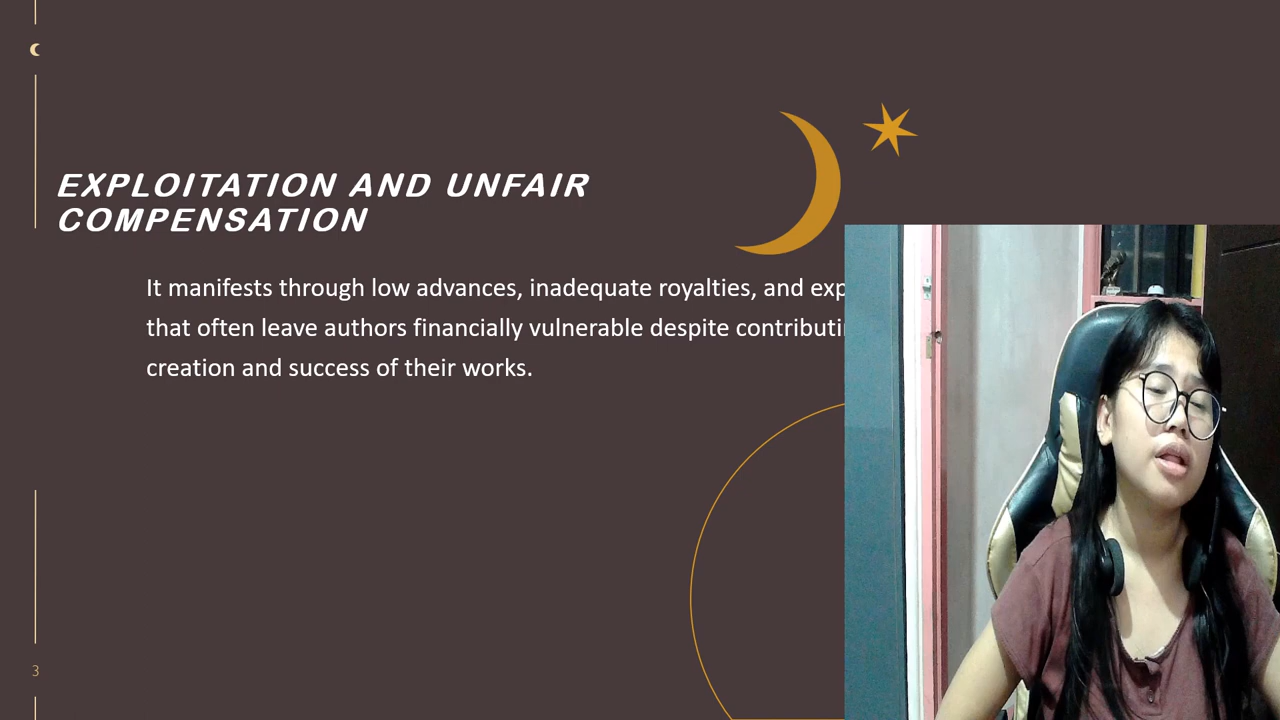 EXPLOITATION AND UNFAIR
COMPENSATION
It manifests through low advances, inadequate royalties, and
that often leave authors financially vulnerable despite
creation and success of their works.
3